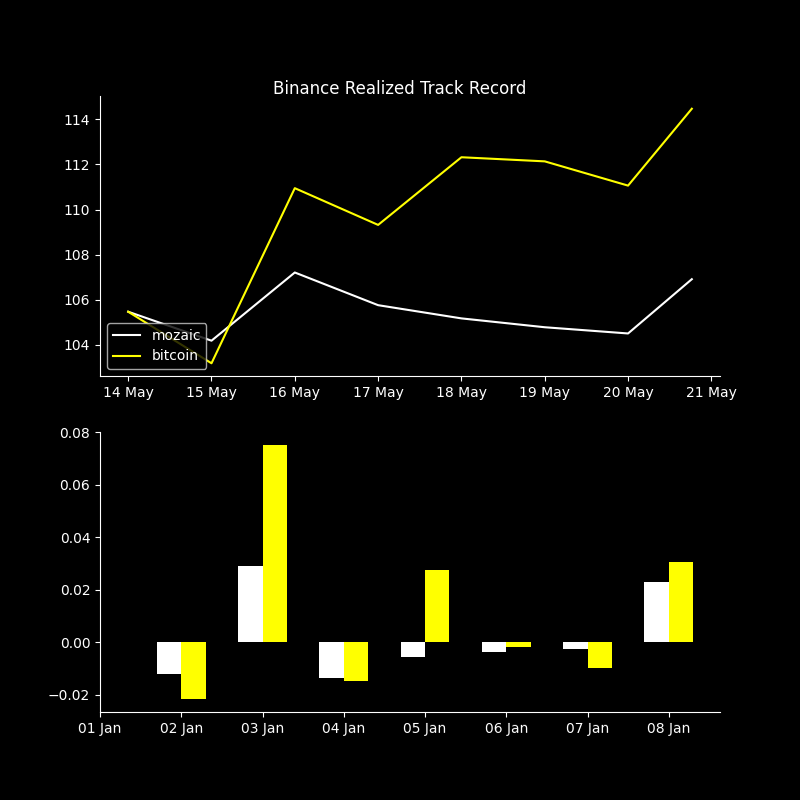 Binance Realized Track Record
114
112
110
108
106
104
mozaic
bitcoin
14 May 15 May 16 May 17 May 18 May 19 May 20 May 21 May
0.08
0.06
0.04
0.02
0.00
−0.02
01 Jan 02 Jan 03 Jan 04 Jan 05 Jan 06 Jan 07 Jan 08 Jan